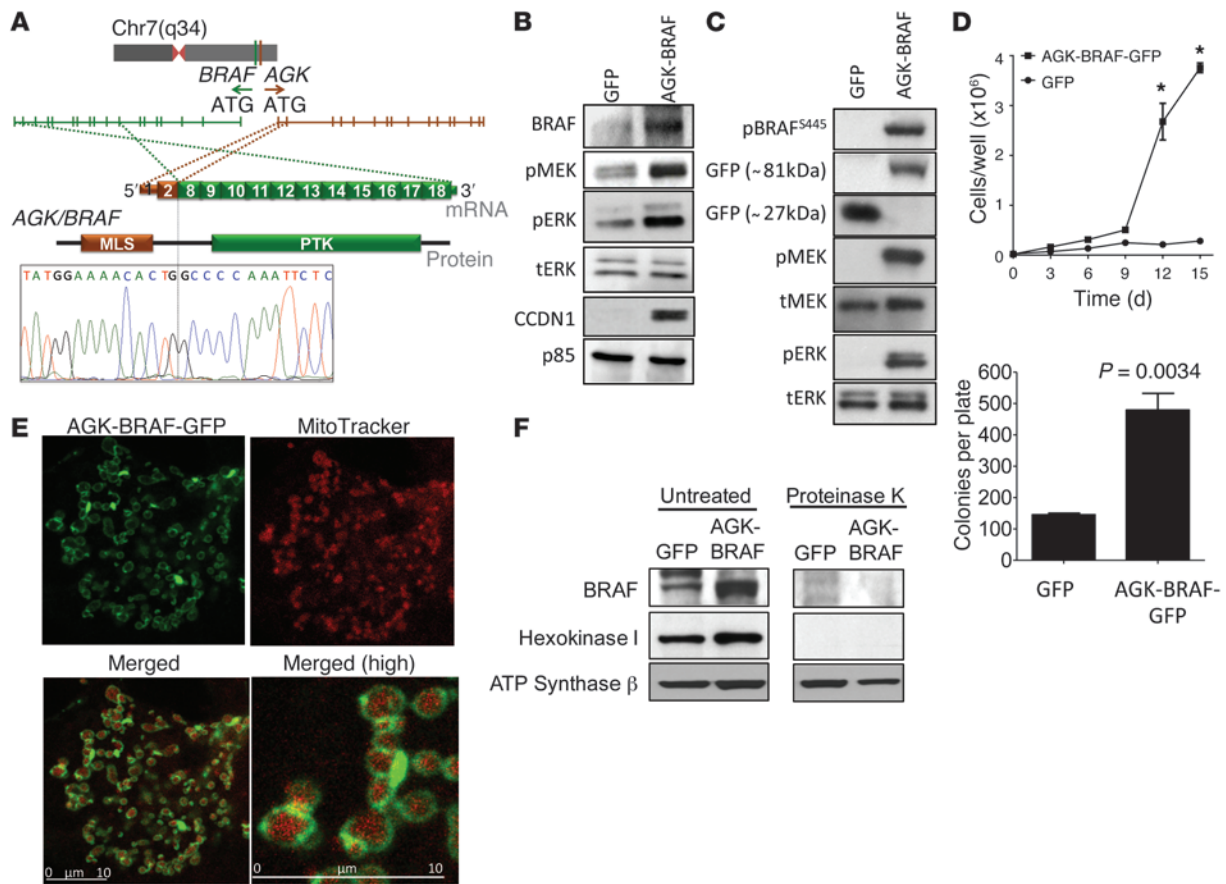 A
Chr7(q34)
BRAF AGK
ATG ATG
5′ 1 2 8 9 10 11 12 13 14 15 16 17 18 3′
mRNA
AGK/BRAF
MLS PTK
Protein
TATGGAAAACACTGGCCCCAAATTCTC
B
GFP
AGK-BRAF
BRAF
pMEK
pERK
tERK
CCDN1
p85
C
GFP
AGK-BRAF
pBRAFS445
GFP (~81kDa)
GFP (~27kDa)
pMEK
tMEK
pERK
tERK
D
AGK-BRAF-GFP
GFP
Cells/well (x10⁶)
4
3
2
1
0
* *
0 3 6 9 12 15
Time (d)
P = 0.0034
Colonies per plate
600
500
400
300
200
100
0
GFP
AGK-BRAF-
GFP
E
AGK-BRAF-GFP MitoTracker
Merged Merged (high)
0 µm 10
0 µm 10
F
Untreated Proteinase K
GFP AGK-
BRAF
GFP AGK-
BRAF
BRAF
Hexokinase I
ATP Synthase β